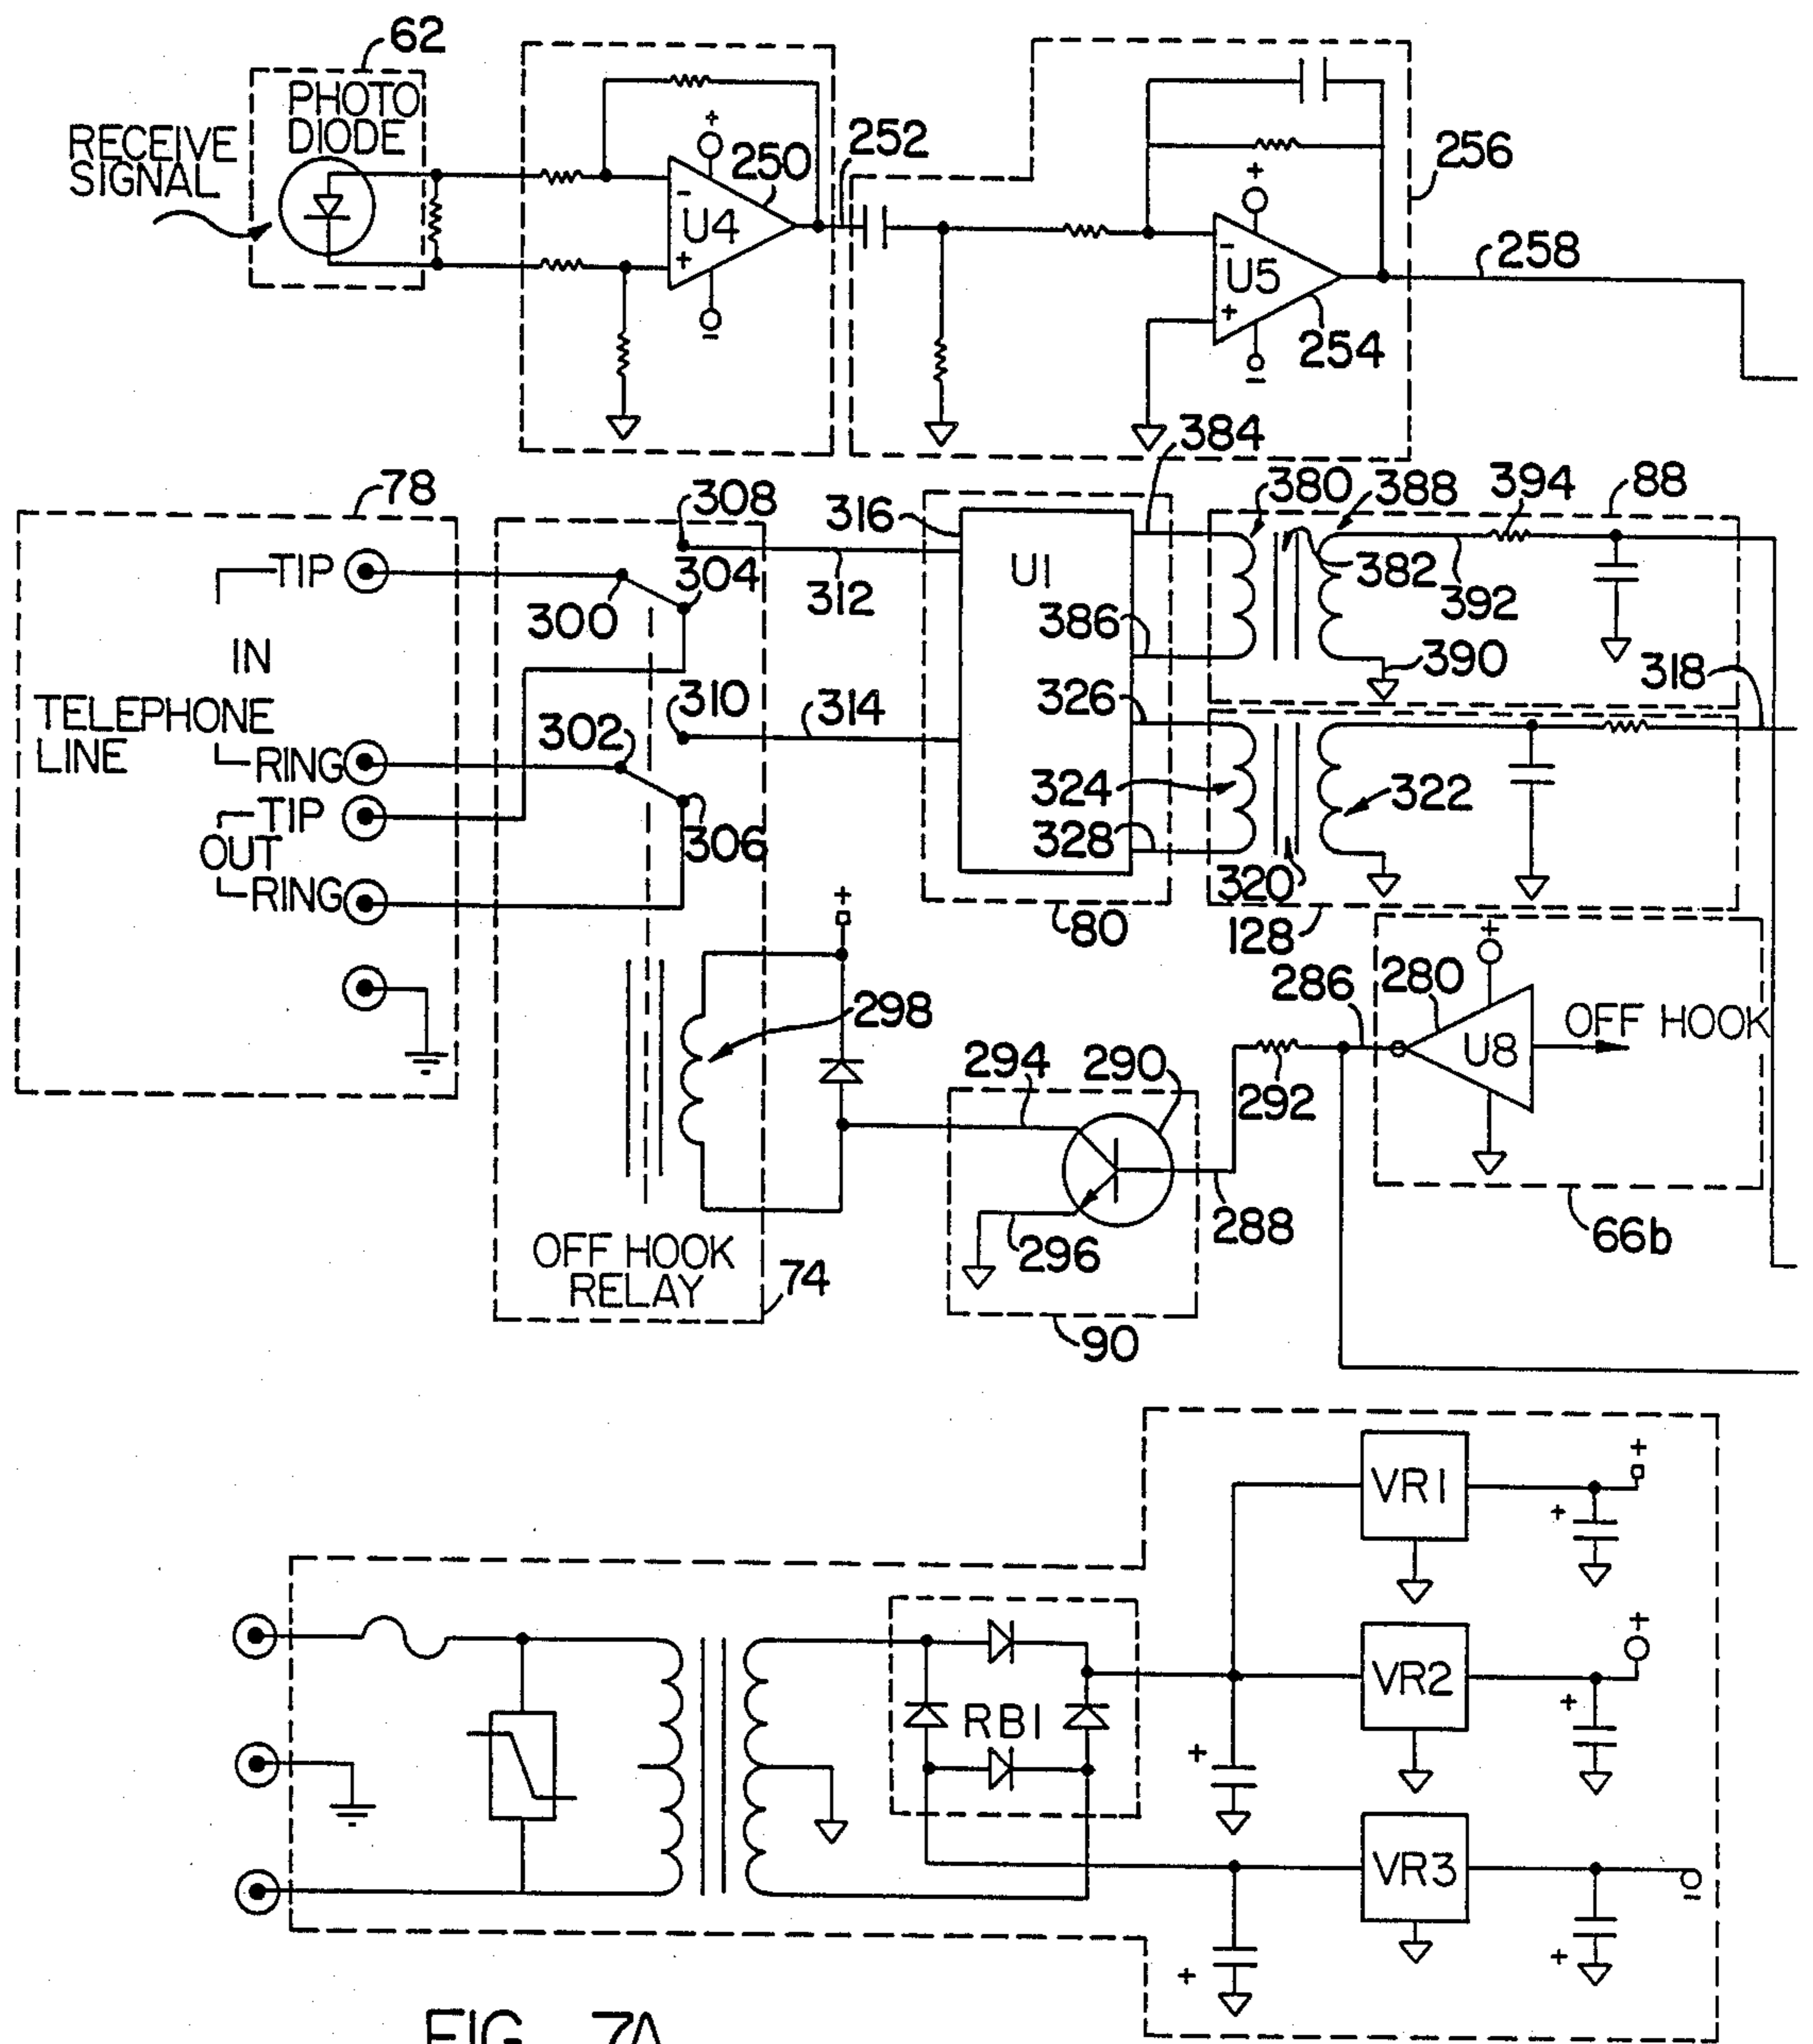 62
PHOTO
DIODE
RECEIVE
SIGNAL
+
250
-
U4
+
-
252
+
256
-
U5
+
254
-
258
384
78
308
316
380
388
394
88
TIP
304
U1
382
300
312
392
IN
386
390
TELEPHONE
LINE
310
314
326
318
302
RING
TIP
324
322
OUT
306
328
RING
320
+
80
128
+
286
280
298
OFF HOOK
U8
294
290
292
288
296
66b
OFF HOOK
RELAY
74
90
VR1
+
+
+
VR2
+
RB1
+
VR3
-
+
+
FIG. 7A